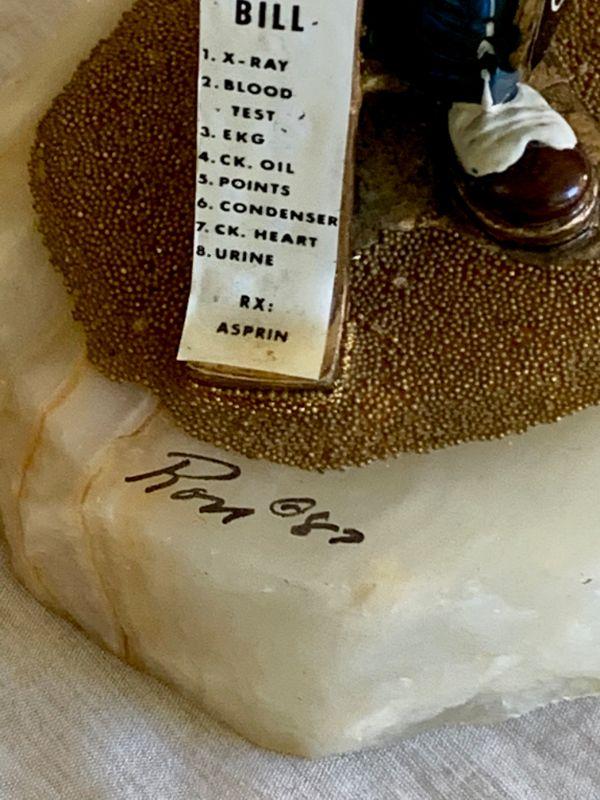 BILL
1. X-RAY
2. BLOOD
TEST
3. EKG
4. CK. OIL
5. POINTS
6. CONDENSER
7. CK. HEART
8. URINE
RX:
ASPRIN
Ron © 82